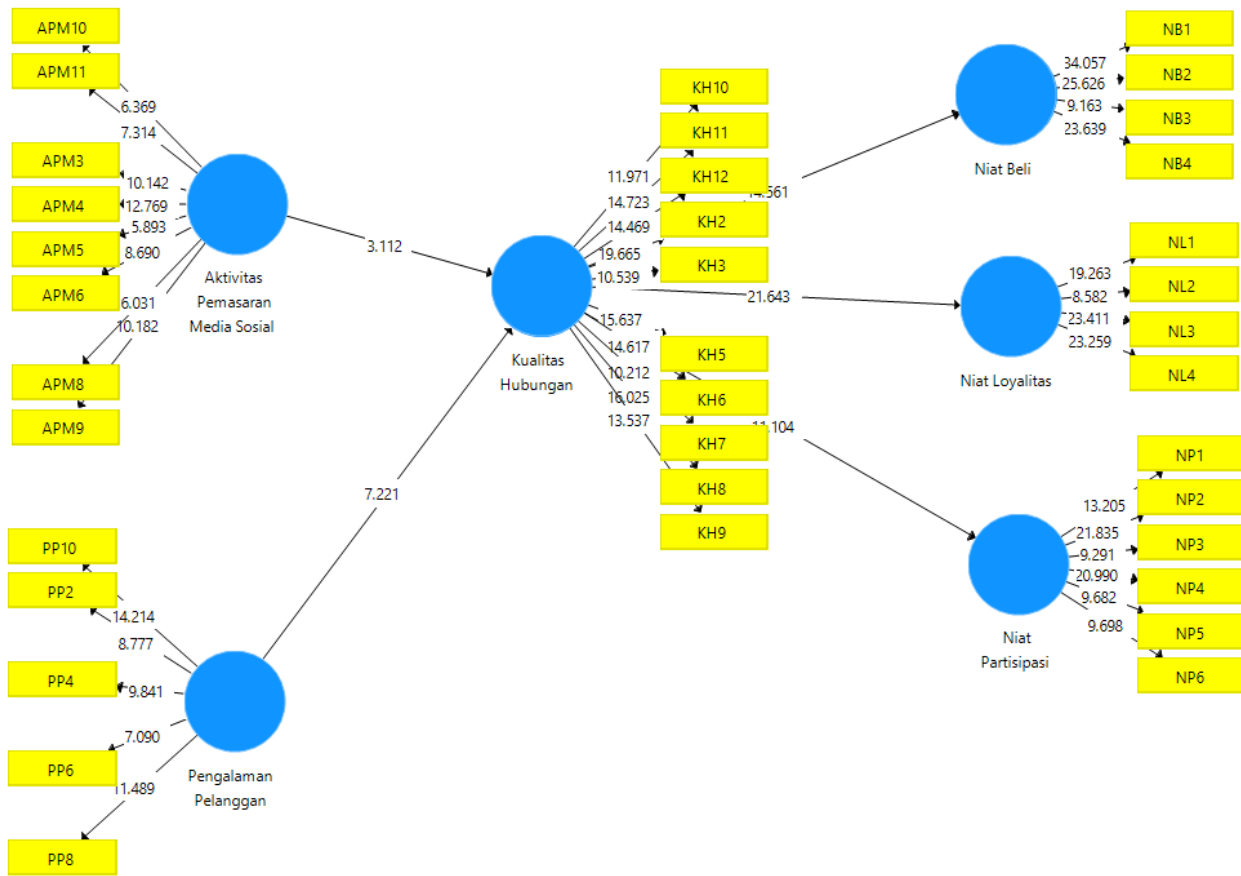 APM10
APM11
6.369
7.314
APM3
APM4
APM5
APM6
10.142
12.769
5.893
8.690
6.031
10.182
APM8
APM9
Aktivitas
Pemasaran
Media Sosial
3.112
PP10
PP2
14.214
8.777
PP4
9.841
PP6
7.090
11.489
PP8
Pengalaman
Pelanggan
7.221
Kualitas
Hubungan
KH10
KH11
KH12
KH2
KH3
11.971
14.723
14.469
19.665
10.539
15.637
14.617
10.212
16.025
13.537
KH5
KH6
KH7
KH8
KH9
14.561
21.643
11.104
Niat Beli
34.057
25.626
9.163
23.639
NB1
NB2
NB3
NB4
Niat Loyalitas
19.263
8.582
23.411
23.259
NL1
NL2
NL3
NL4
Niat
Partisipasi
13.205
21.835
9.291
20.990
9.682
9.698
NP1
NP2
NP3
NP4
NP5
NP6